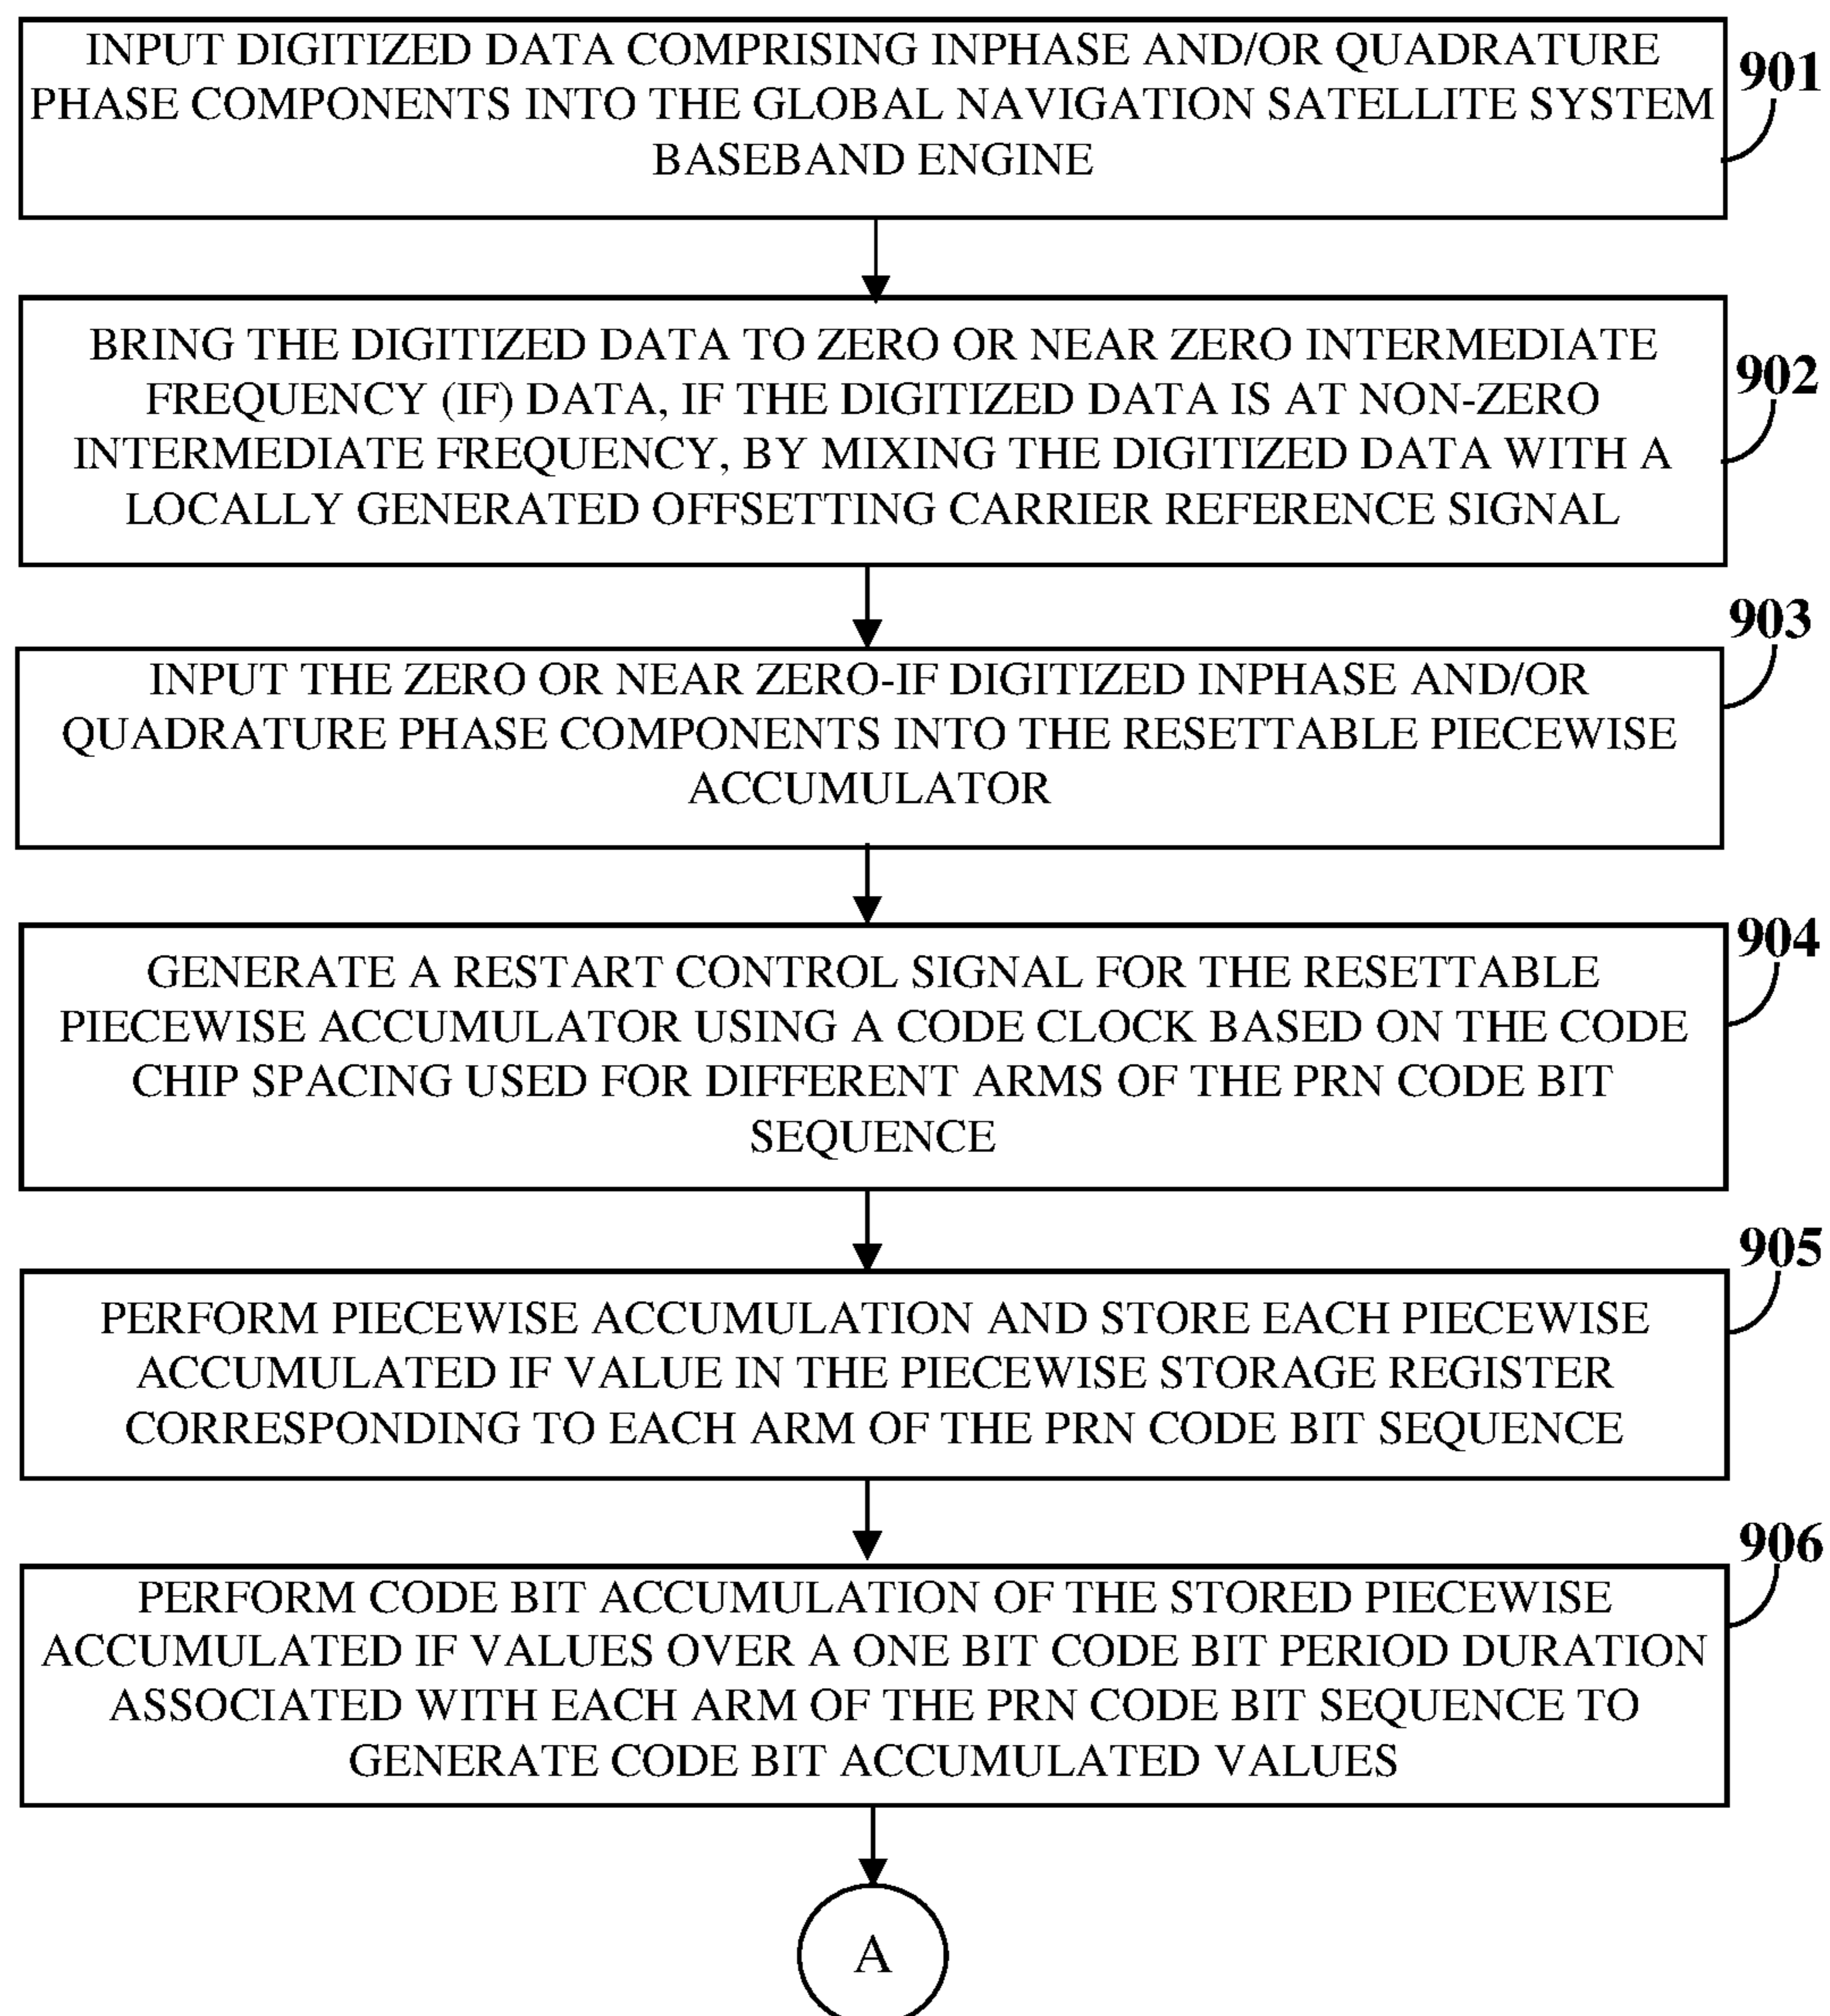 INPUT DIGITIZED DATA COMPRISING INPHASE AND/OR QUADRATURE
PHASE COMPONENTS INTO THE GLOBAL NAVIGATION SATELLITE SYSTEM
BASEBAND ENGINE
901
BRING THE DIGITIZED DATA TO ZERO OR NEAR ZERO INTERMEDIATE
FREQUENCY (IF) DATA, IF THE DIGITIZED DATA IS AT NON-ZERO
INTERMEDIATE FREQUENCY, BY MIXING THE DIGITIZED DATA WITH A
LOCALLY GENERATED OFFSETTING CARRIER REFERENCE SIGNAL
902
INPUT THE ZERO OR NEAR ZERO-IF DIGITIZED INPHASE AND/OR
QUADRATURE PHASE COMPONENTS INTO THE RESETTABLE PIECEWISE
ACCUMULATOR
903
GENERATE A RESTART CONTROL SIGNAL FOR THE RESETTABLE
PIECEWISE ACCUMULATOR USING A CODE CLOCK BASED ON THE CODE
CHIP SPACING USED FOR DIFFERENT ARMS OF THE PRN CODE BIT
SEQUENCE
904
PERFORM PIECEWISE ACCUMULATION AND STORE EACH PIECEWISE
ACCUMULATED IF VALUE IN THE PIECEWISE STORAGE REGISTER
CORRESPONDING TO EACH ARM OF THE PRN CODE BIT SEQUENCE
905
PERFORM CODE BIT ACCUMULATION OF THE STORED PIECEWISE
ACCUMULATED IF VALUES OVER A ONE BIT CODE BIT PERIOD DURATION
ASSOCIATED WITH EACH ARM OF THE PRN CODE BIT SEQUENCE TO
GENERATE CODE BIT ACCUMULATED VALUES
906
A